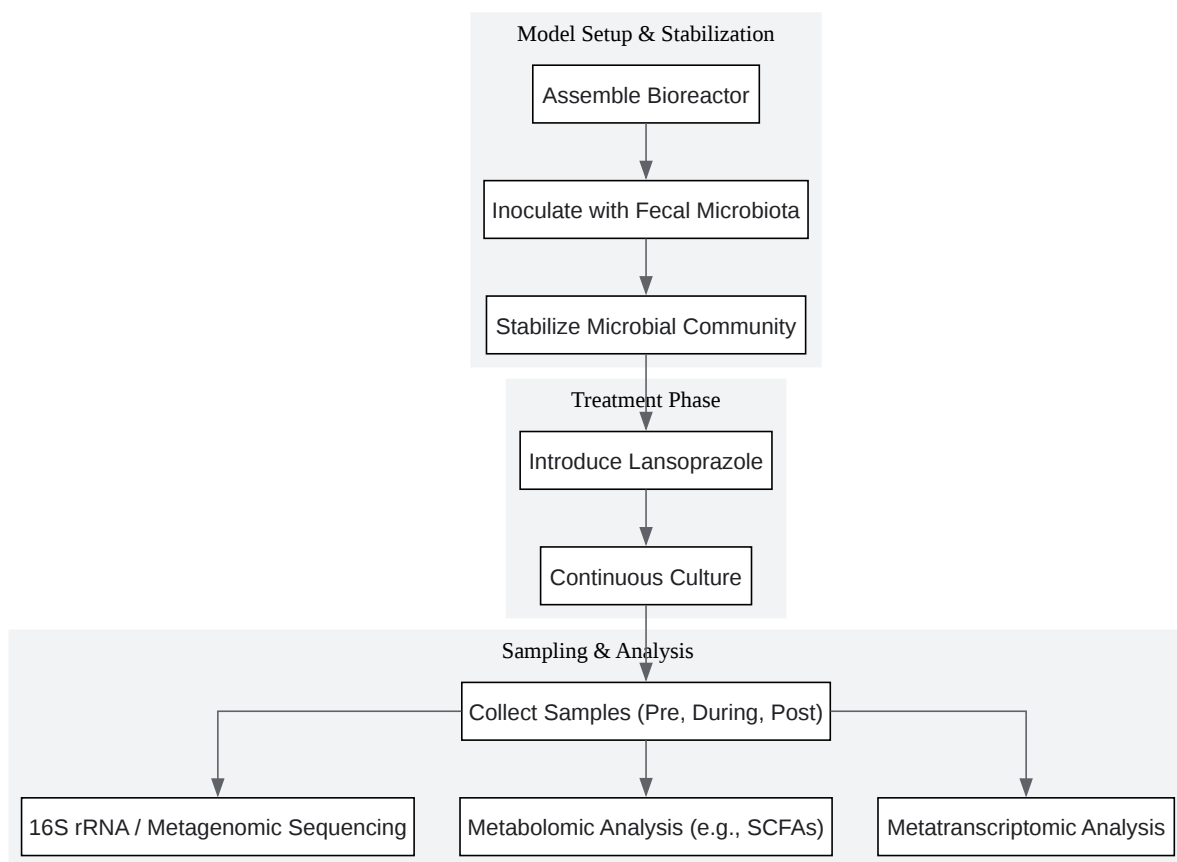 Model Setup & Stabilization
Assemble Bioreactor
Inoculate with Fecal Microbiota
Stabilize Microbial Community
Treatment Phase
Introduce Lansoprazole
Continuous Culture
Sampling & Analysis
Collect Samples (Pre, During, Post)
16S rRNA / Metagenomic Sequencing
Metabolomic Analysis (e.g., SCFAs)
Metatranscriptomic Analysis